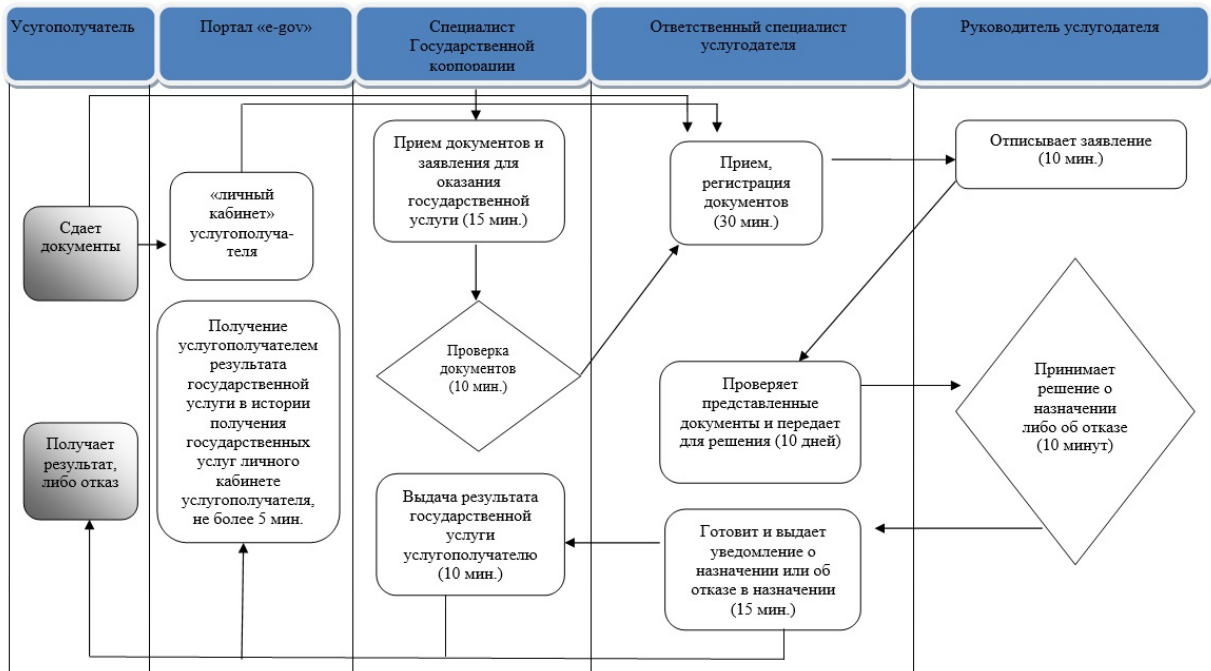 Усугополучатель
Портал «e-gov»
Специалист
Государственной
корпорации
Ответственный специалист
услугодателя
Руководитель услугодателя
Сдает
документы
«личный
кабинет»
услугополуча-
теля
Прием документов и
заявления для
оказания
государственной
услуги (15 мин.)
Прием,
регистрация
документов
(30 мин.)
Отписывает заявление
(10 мин.)
Получение
услугополучателем
результата
государственной
услуги в истории
получения
государственных
услуг личного
кабинете
услугополучателя,
не более 5 мин.
Проверка
документов
(10 мин.)
Проверяет
представленные
документы и передает
для решения (10 дней)
Принимает
решение о
назначении
либо об отказе
(10 минут)
Получает
результат,
либо отказ
Выдача результата
государственной
услуги
услугополучателю
(10 мин.)
Готовит и выдает
уведомление о
назначении или об
отказе в назначении
(15 мин.)